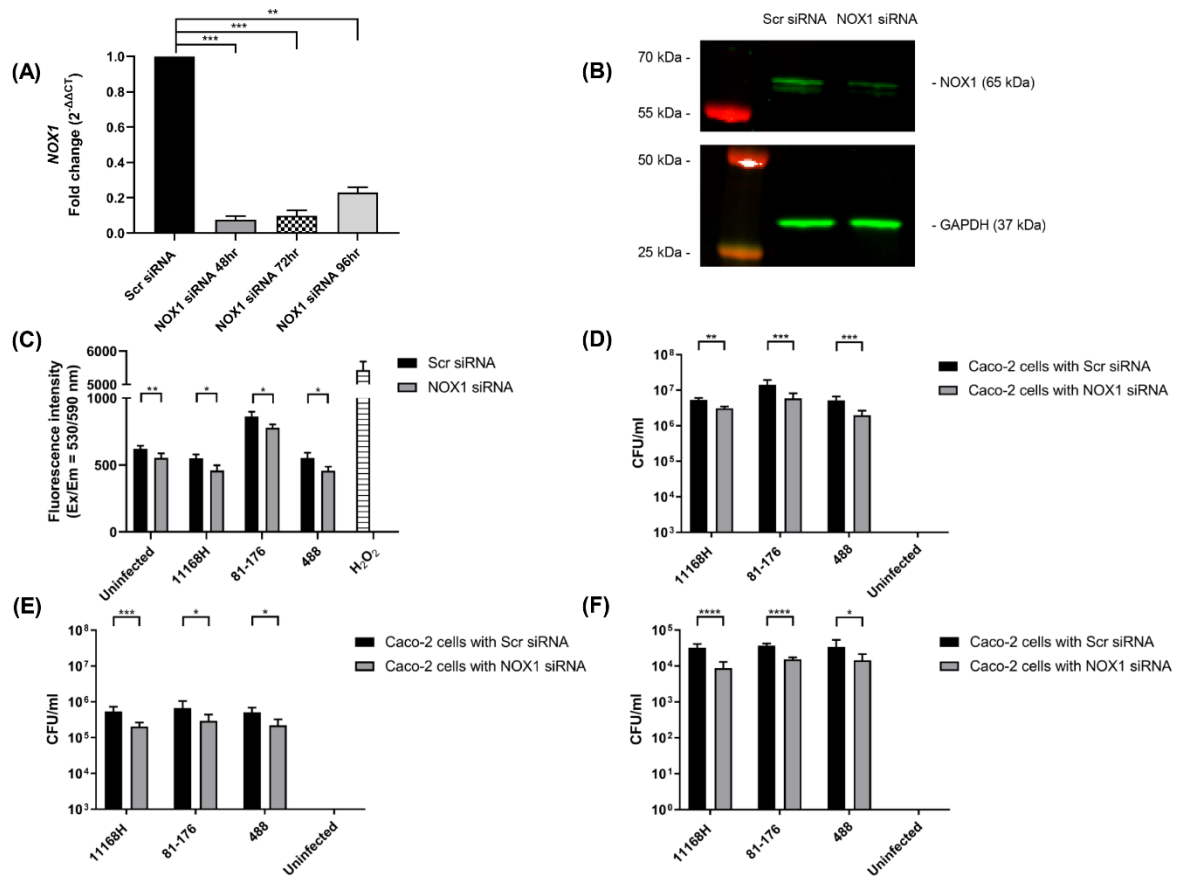 (A)
**
***
***
NOX1
Fold change (2-ΔΔCT)
1.0
0.8
0.6
0.4
0.2
0.0
Scr siRNA
NOX1 siRNA 48hr
NOX1 siRNA 72hr
NOX1 siRNA 96hr
(B)
Scr siRNA NOX1 siRNA
70 kDa -
- NOX1 (65 kDa)
55 kDa -
50 kDa -
- GAPDH (37 kDa)
25 kDa -
(C)
Fluorescence intensity
(Ex/Em = 530/590 nm)
6000
5000
1000
500
0
** * * *
Scr siRNA
NOX1 siRNA
Uninfected
11168H
81-176
488
H2O2
(D)
CFU/ml
10^8
10^7
10^6
10^5
10^4
10^3
** *** ***
Caco-2 cells with Scr siRNA
Caco-2 cells with NOX1 siRNA
11168H
81-176
488
Uninfected
(E)
CFU/ml
10^8
10^7
10^6
10^5
10^4
10^3
*** * *
Caco-2 cells with Scr siRNA
Caco-2 cells with NOX1 siRNA
11168H
81-176
488
Uninfected
(F)
CFU/ml
10^5
10^4
10^3
10^2
10^1
10^0
**** **** *
Caco-2 cells with Scr siRNA
Caco-2 cells with NOX1 siRNA
11168H
81-176
488
Uninfected